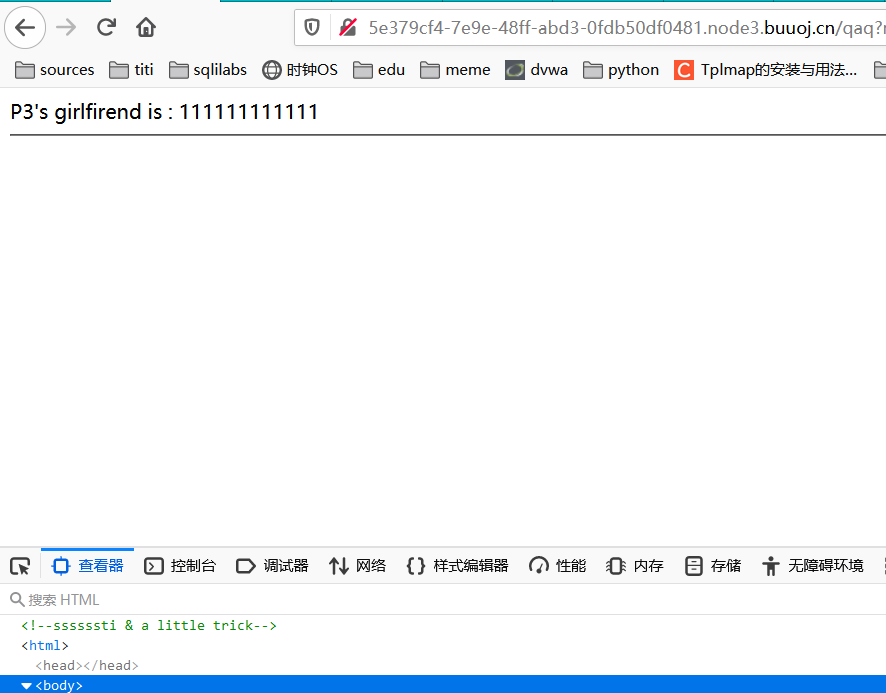 5e379cf4-7e9e-48ff-abd3-0fdb50df0481.node3.buuoj.cn/qaq?
sources titi sqlilabs 时钟OS edu meme dvwa python C Tplmap的安装与用法...
P3's girlfirend is : 111111111111
查看器 控制台 调试器 网络 样式编辑器 性能 内存 存储 无障碍环境
搜索 HTML
<!--ssssssti & a little trick-->
<html>
<head></head>
<body>